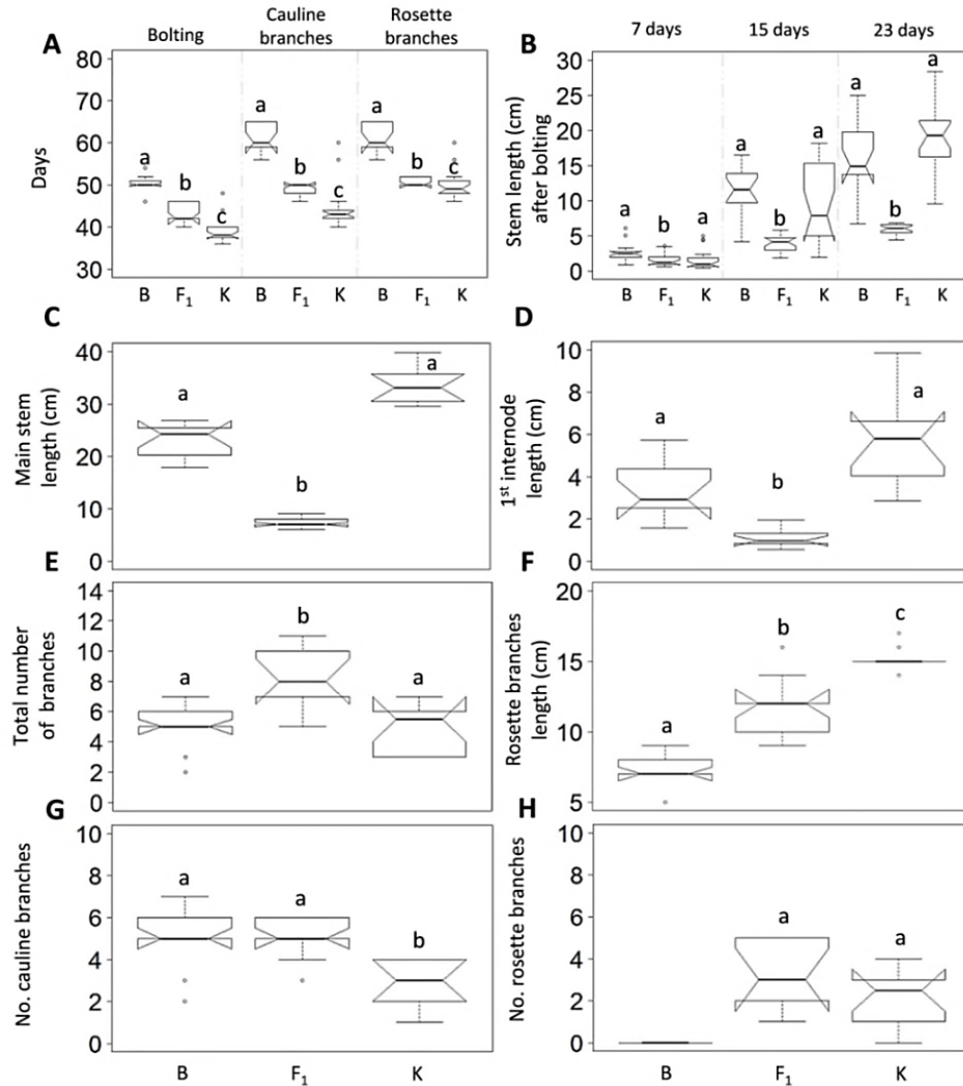 A
Bolting
Cauline branches
Rosette branches
Days
80
70
60
50
40
30
a
b
c
a
b
c
a
b
c
B
F1
K
B
F1
K
B
F1
K
B
7 days
15 days
23 days
Stem length (cm)
after bolting
30
25
20
15
10
5
0
a
b
a
a
b
a
a
b
a
B
F1
K
B
F1
K
B
F1
K
C
Main stem
length (cm)
40
30
20
10
0
a
b
a
D
1st internode
length (cm)
10
8
6
4
2
0
a
b
a
E
Total number
of branches
14
12
10
8
6
4
2
0
a
b
a
F
Rosette branches
length (cm)
20
15
10
5
a
b
c
G
No. cauline branches
10
8
6
4
2
0
a
a
b
B
F1
K
H
No. rosette branches
10
8
6
4
2
0
a
a
B
F1
K